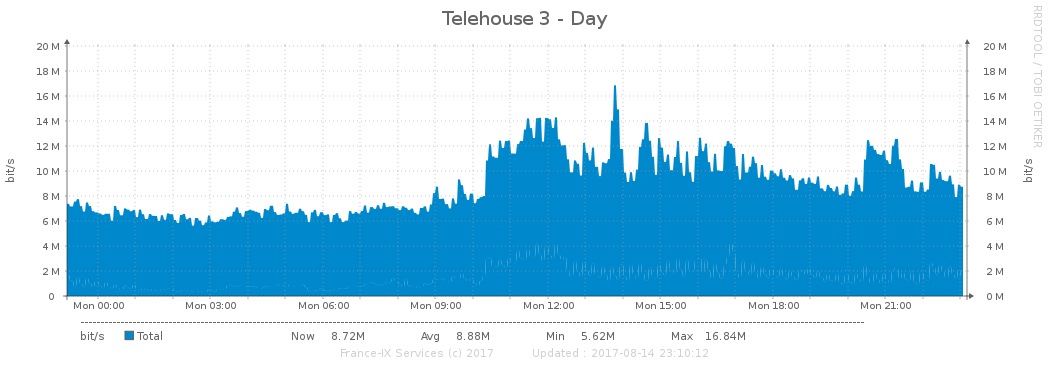 Telehouse 3 - Day
RRDTOOL / TOBI OETIKER
bit/s
20 M 20 M
18 M 18 M
16 M 16 M
14 M 14 M
12 M 12 M
10 M 10 M
8 M 8 M
6 M 6 M
4 M 4 M
2 M 2 M
0 0 M
bit/s
Mon 00:00 Mon 03:00 Mon 06:00 Mon 09:00 Mon 12:00 Mon 15:00 Mon 18:00 Mon 21:00
bit/s Total Now 8.72M Avg 8.88M Min 5.62M Max 16.84M
France-IX Services (c) 2017 Updated : 2017-08-14 23:10:12